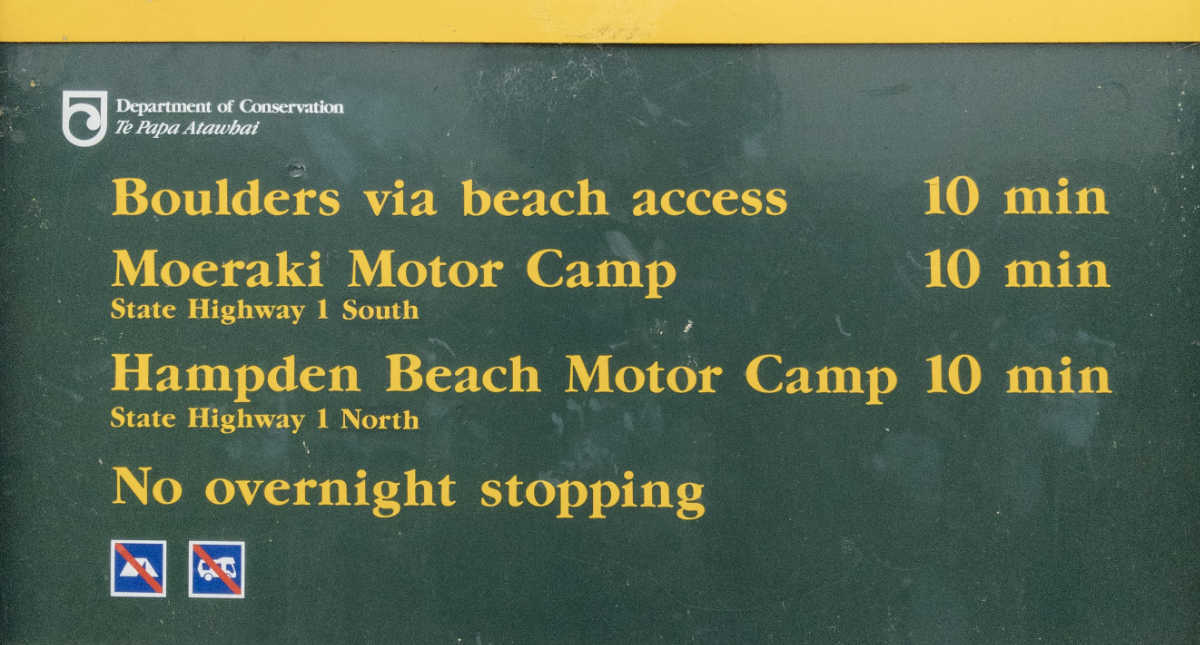 Department of Conservation
Te Papa Atawhai
Boulders via beach access 10 min
Moeraki Motor Camp 10 min
State Highway 1 South
Hampden Beach Motor Camp 10 min
State Highway 1 North
No overnight stopping